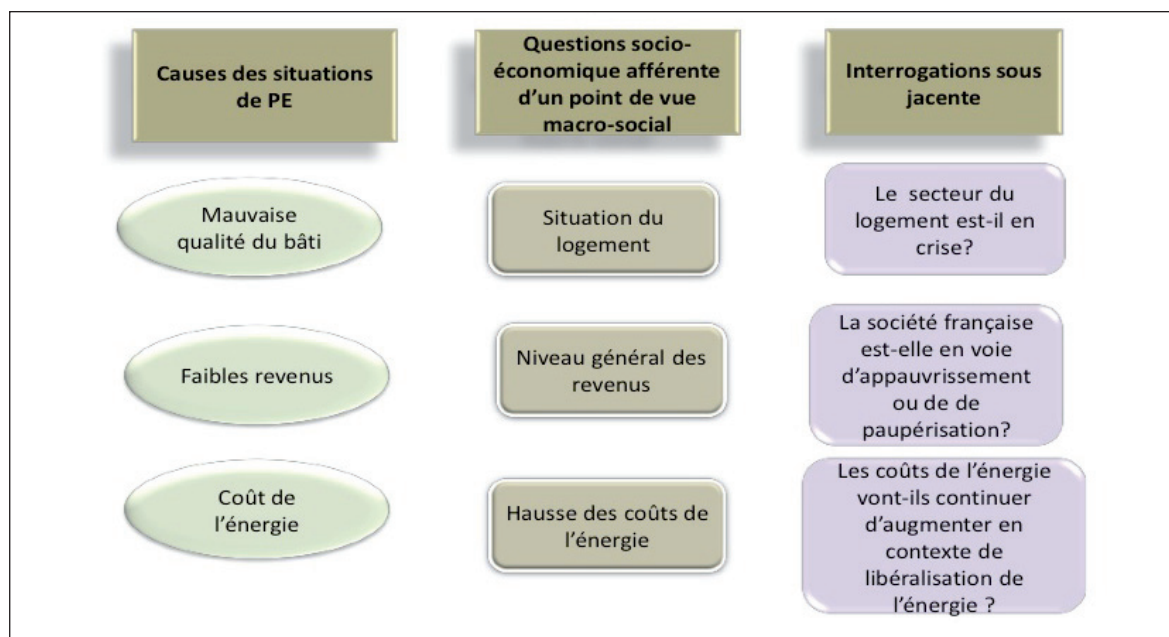 Causes des situations
de PE
Questions socio-
économique afférente
d'un point de vue
macro-social
Interrogations sous
jacente
Mauvaise
qualité du bâti
Situation du
logement
Le secteur du
logement est-il en
crise?
Faibles revenus
Niveau général des
revenus
La société française
est-elle en voie
d'appauvrissement
ou de de
paupérisation?
Coût de
l'énergie
Hausse des coûts de
l'énergie
Les coûts de l'énergie
vont-ils continuer
d'augmenter en
contexte de
libéralisation de
l'énergie ?